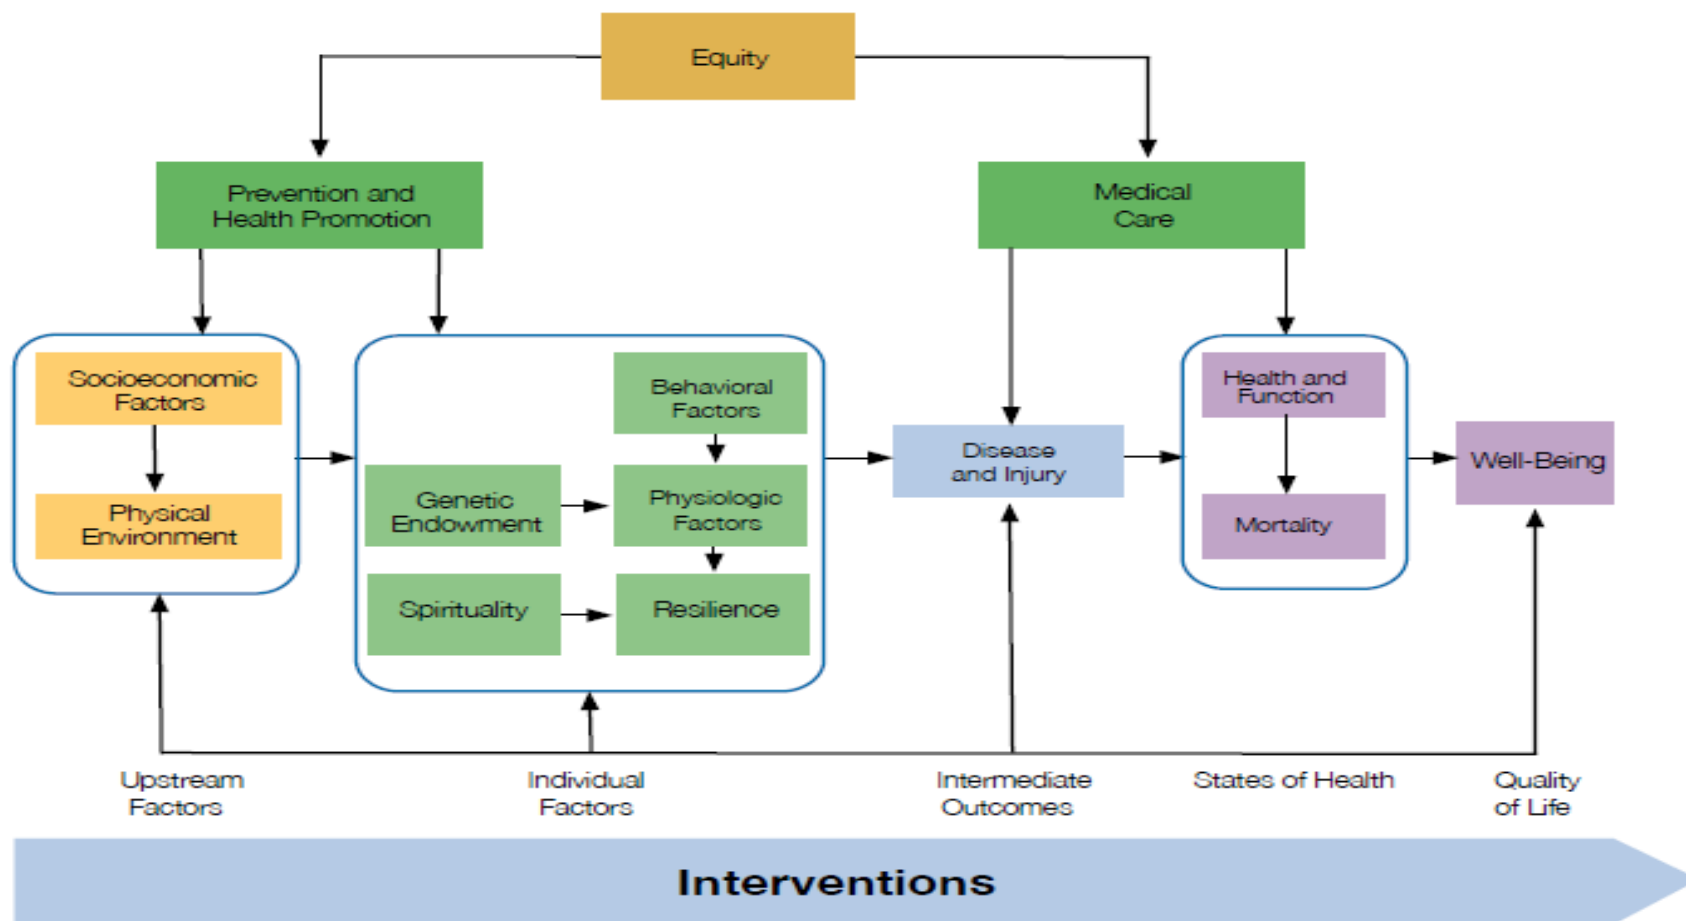 Equity
Prevention and
Health Promotion
Medical
Care
Socioeconomic
Factors
Physical
Environment
Behavioral
Factors
Genetic
Endowment
Physiologic
Factors
Spirituality
Resilience
Disease
and Injury
Health and
Function
Mortality
Well-Being
Upstream
Factors
Individual
Factors
Intermediate
Outcomes
States of Health
Quality
of Life
Interventions